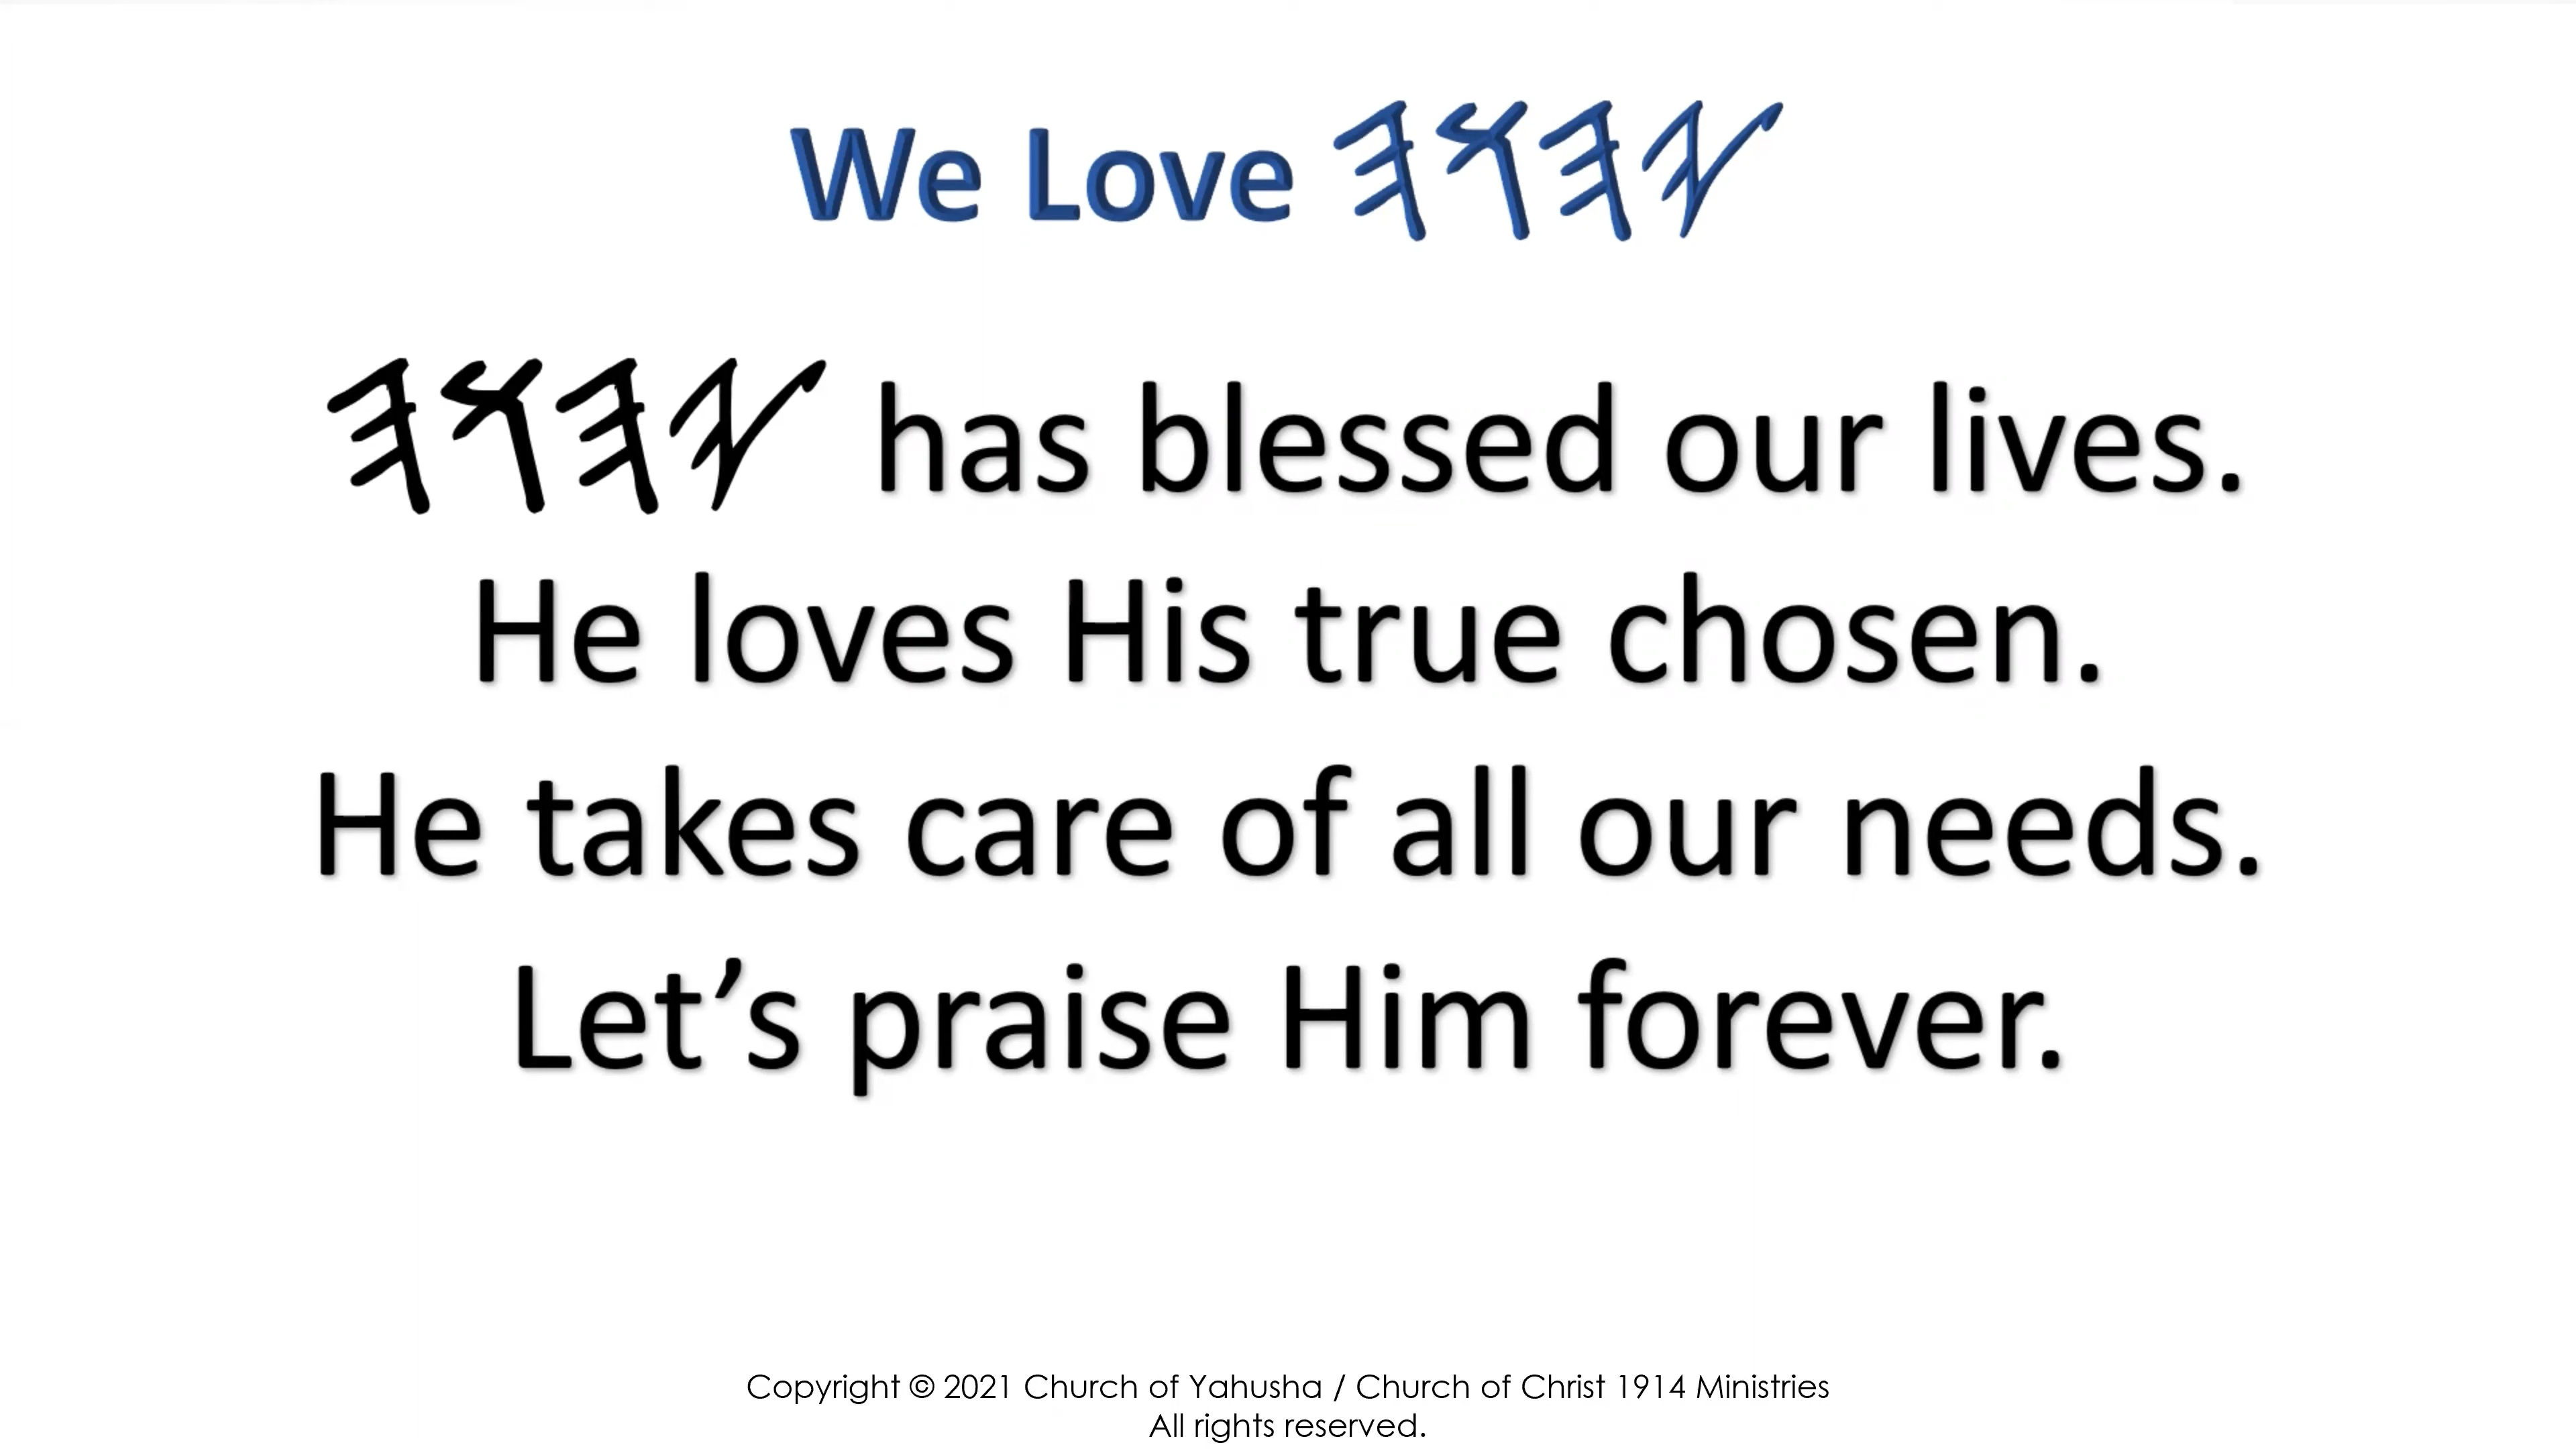 We Love 𐤉𐤄𐤅𐤄
𐤉𐤄𐤅𐤄 has blessed our lives.
He loves His true chosen.
He takes care of all our needs.
Let’s praise Him forever.
Copyright © 2021 Church of Yahusha / Church of Christ 1914 Ministries
All rights reserved.